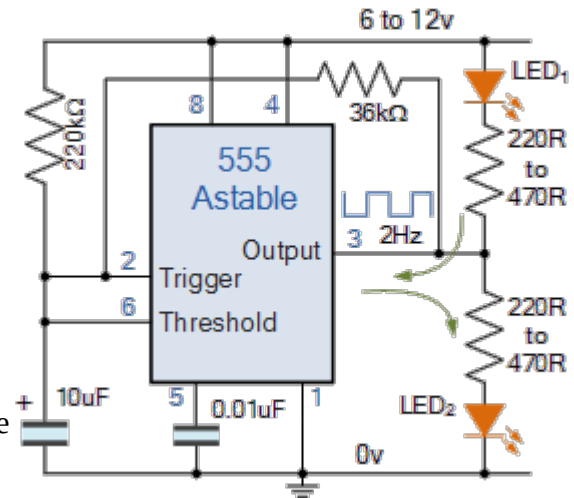 6 to 12v
LED1
220kΩ
8
4
36kΩ
220R
to
470R
555
Astable
2Hz
Output
3
2
Trigger
6
Threshold
220R
to
470R
+
10uF
5
0.01uF
1
LED2
e
0v